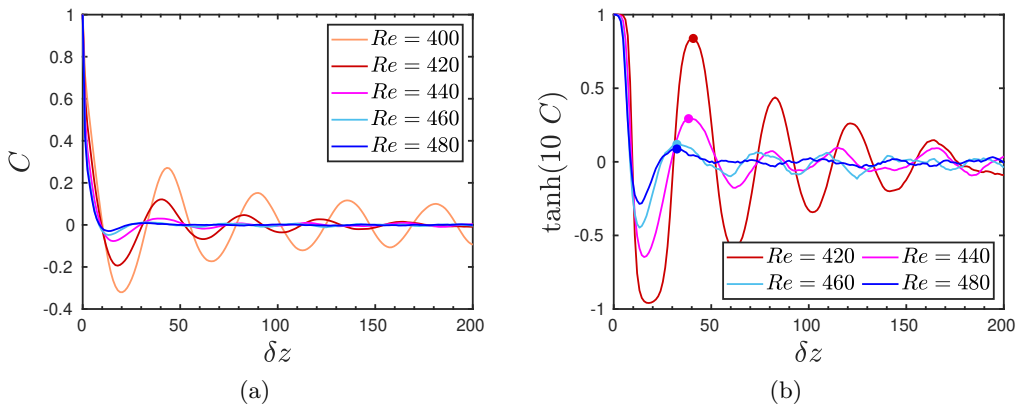 1
0.8
0.6
0.4
0.2
0
-0.2
-0.4
C
0 50 100 150 200
δz
Re = 400
Re = 420
Re = 440
Re = 460
Re = 480
(a)
1
0.5
0
-0.5
-1
tanh(10 C)
0 50 100 150 200
δz
Re = 420 Re = 440
Re = 460 Re = 480
(b)